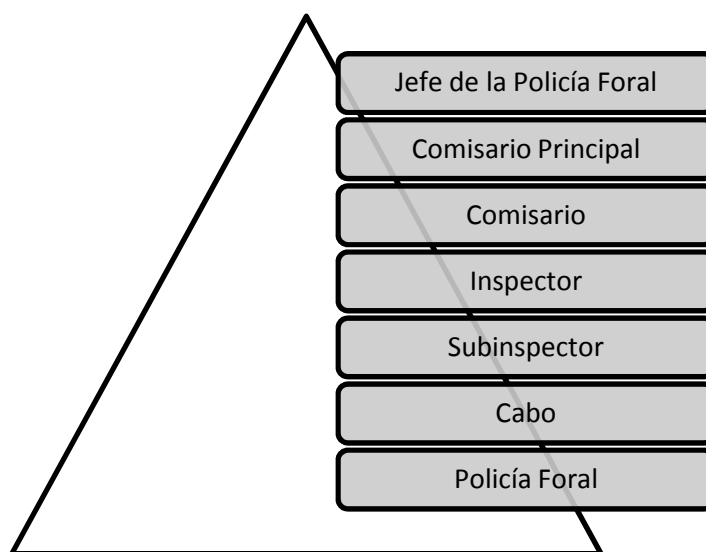 Jefe de la Policía Foral
Comisario Principal
Comisario
Inspector
Subinspector
Cabo
Policía Foral